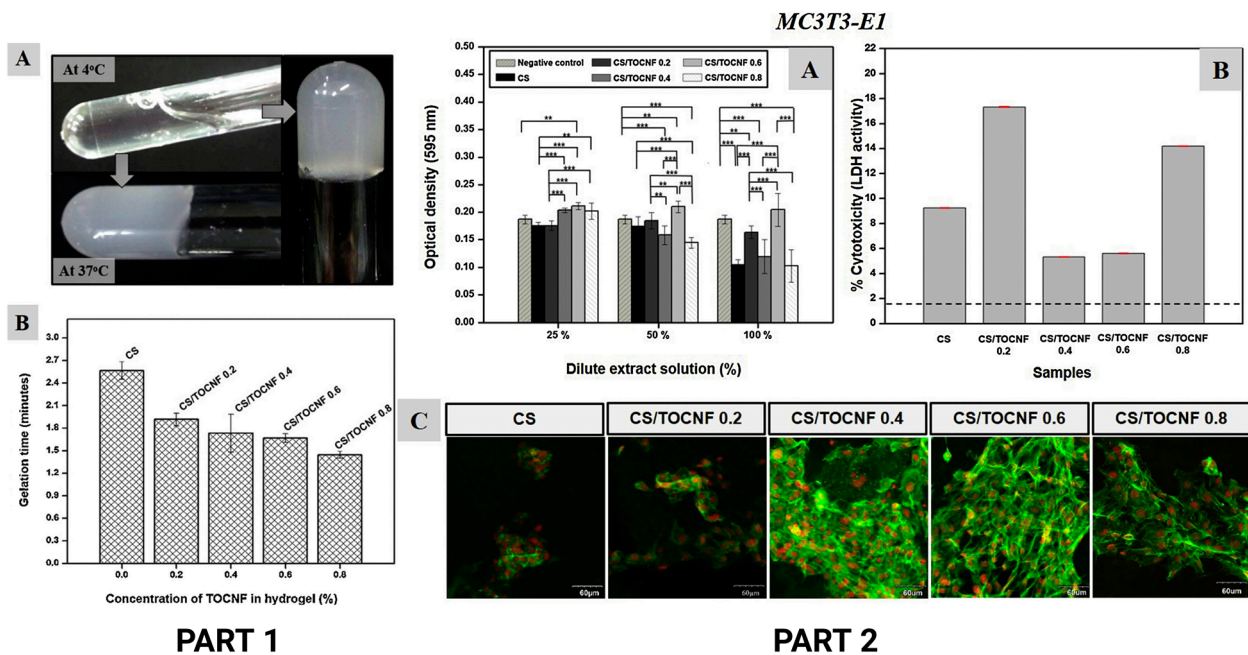 MC3T3-E1
A
At 4°C
At 37°C
B
Gelation time (minutes)
3.0
2.7
2.4
2.1
1.8
1.5
1.2
0.9
0.6
0.3
0.0
CS
CS/TOCNF 0.2
CS/TOCNF 0.4
CS/TOCNF 0.6
CS/TOCNF 0.8
0.0 0.2 0.4 0.6 0.8
Concentration of TOCNF in hydrogel (%)
PART 1
A
Optical density (595 nm)
0.50
0.45
0.40
0.35
0.30
0.25
0.20
0.15
0.10
0.05
0.00
Negative control CS/TOCNF 0.2 CS/TOCNF 0.6
CS CS/TOCNF 0.4 CS/TOCNF 0.8
** ** *** *** *** *** ***
*** ** *** *** *** *** *** ** *** **
*** *** *** ** *** *** *** *** *** *** ***
25 % 50 % 100 %
Dilute extract solution (%)
B
% Cytotoxicity (LDH activity)
22
20
18
16
14
12
10
8
6
4
2
0
CS CS/TOCNF 0.2 CS/TOCNF 0.4 CS/TOCNF 0.6 CS/TOCNF 0.8
Samples
C
CS CS/TOCNF 0.2 CS/TOCNF 0.4 CS/TOCNF 0.6 CS/TOCNF 0.8
60µm 60µm 60µm 60µm 60µm
PART 2